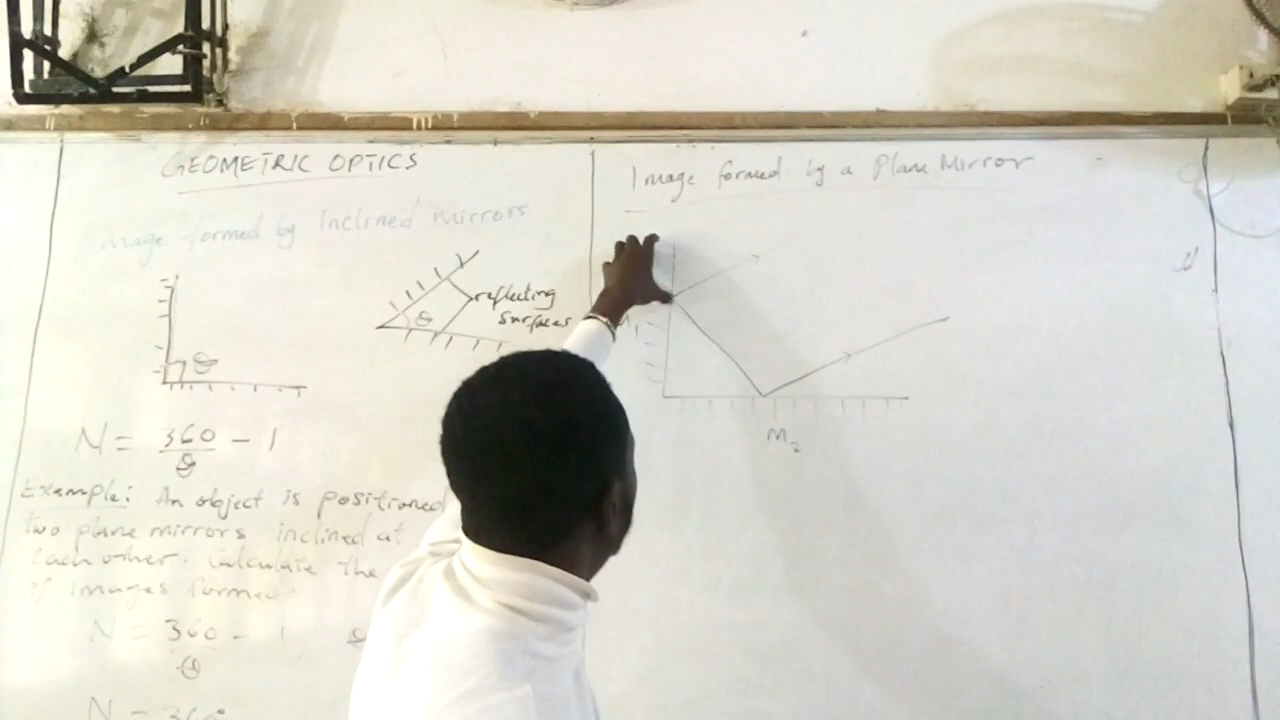 GEOMETRIC OPTICS
Image formed by Inclined mirrors
θ
θ
reflecting
surfaces
N = 360/θ - 1
Example: An object is positioned
two plane mirrors inclined at
each other. Calculate the
of images formed.
N = 360/θ - 1
N = 360°
Image formed by a Plane Mirror
M₂